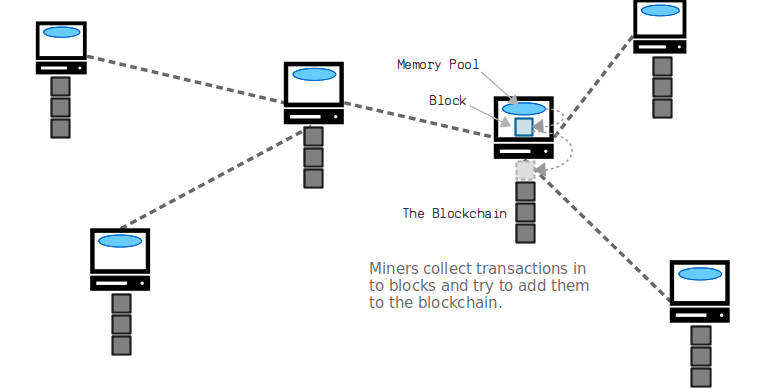 Memory Pool
Block
The Blockchain
Miners collect transactions in
to blocks and try to add them
to the blockchain.